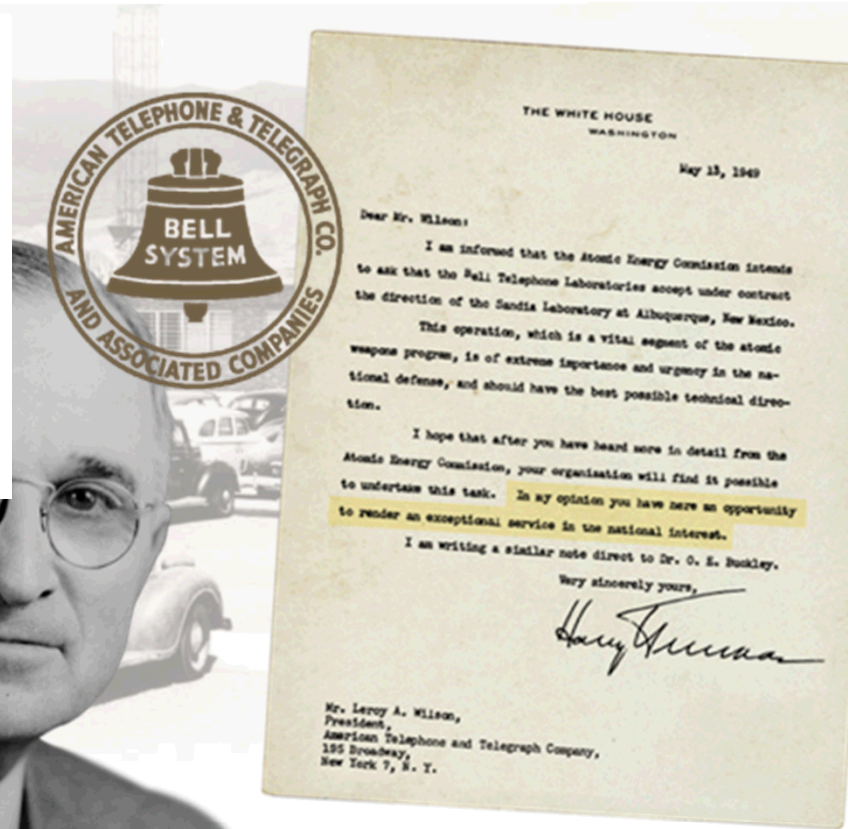 AMERICAN TELEPHONE & TELEGRAPH CO.
AND ASSOCIATED COMPANIES
BELL
SYSTEM
THE WHITE HOUSE
WASHINGTON
May 13, 1949
Dear Mr. Wilson:
I am informed that the Atomic Energy Commission intends
to ask that the Bell Telephone Laboratories accept under contract
the direction of the Sandia Laboratory at Albuquerque, New Mexico.
This operation, which is a vital segment of the atomic
weapons program, is of extreme importance and urgency in the na-
tional defense, and should have the best possible technical direc-
tion.
I hope that after you have heard more in detail from the
Atomic Energy Commission, your organization will find it possible
to undertake this task. In my opinion you have here an opportunity
to render an exceptional service in the national interest.
I am writing a similar note direct to Dr. O. E. Buckley.
Very sincerely yours,
Harry Truman
Mr. Leroy A. Wilson,
President,
American Telephone and Telegraph Company,
195 Broadway,
New York 7, N. Y.